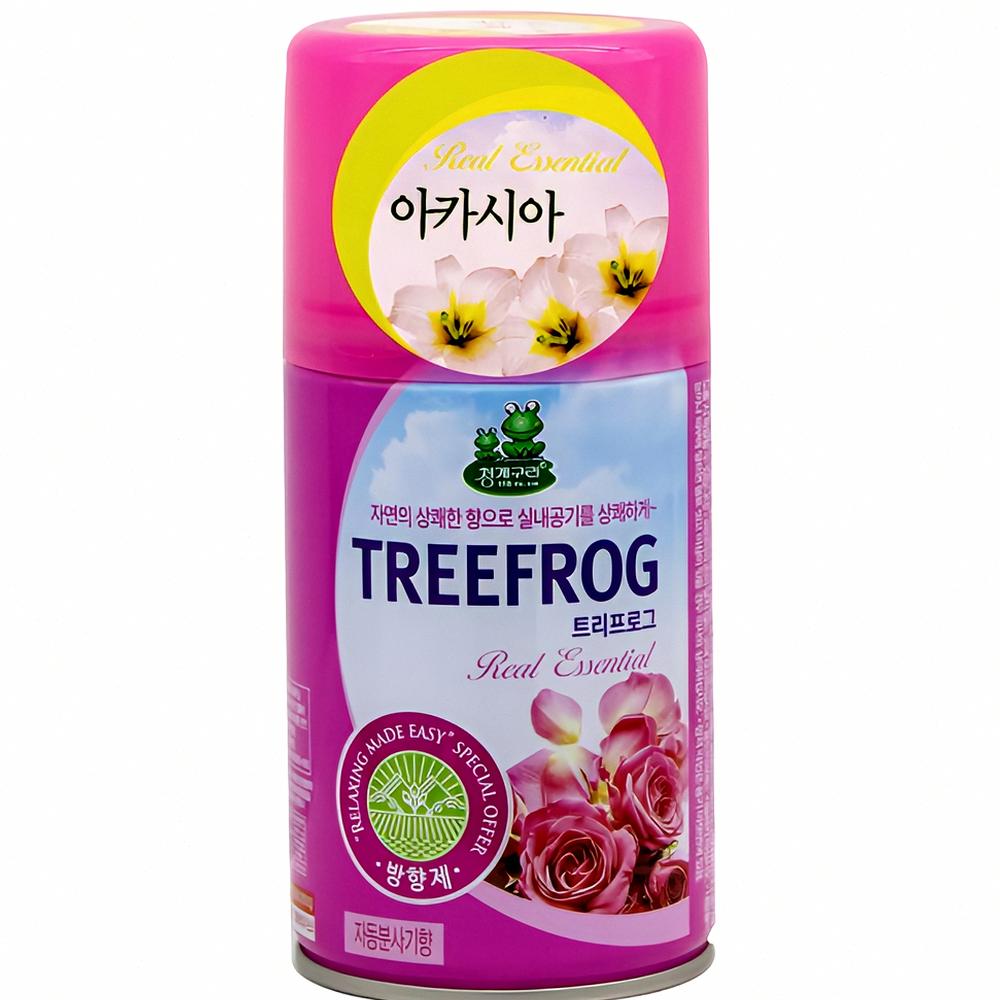 Real Essential
아카시아
청개구리
자연의 상쾌한 향으로 실내공기를 상쾌하게~
TREEFROG
트리프로그
Real Essential
"RELAXING MADE EASY" SPECIAL OFFER
· 방향제 ·
자동분사기향